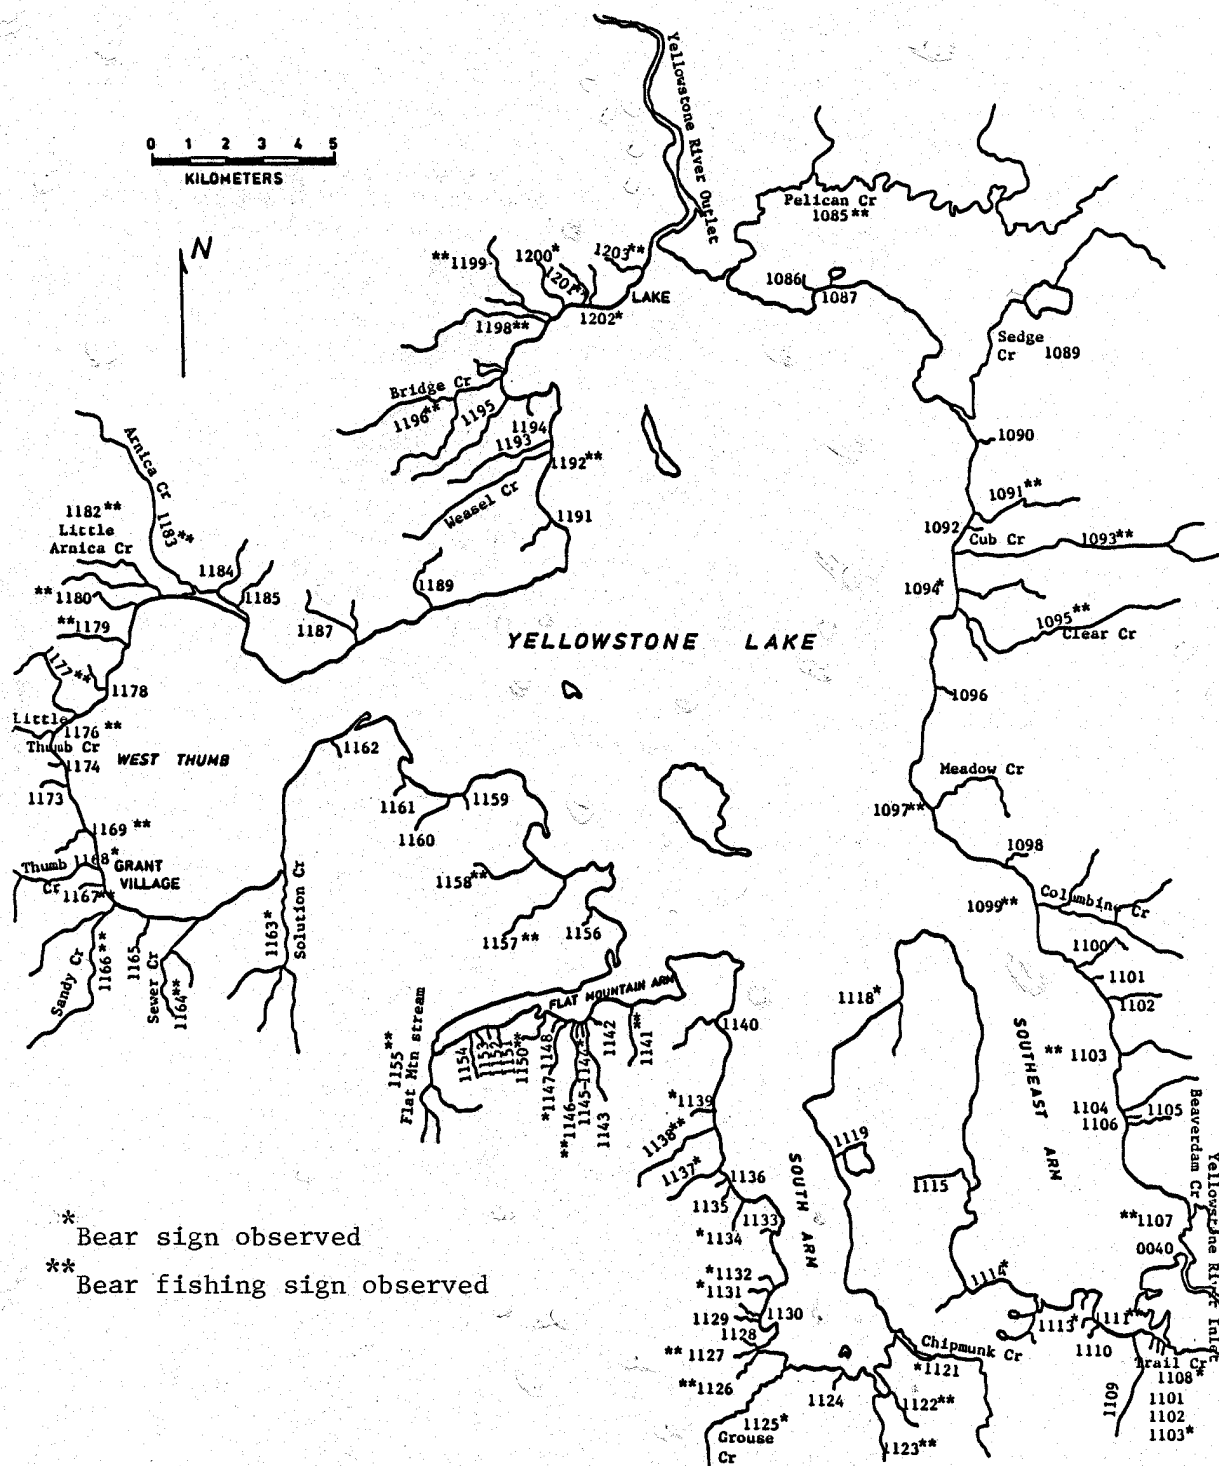 Yellowstone River Outlet
0 1 2 3 4 5
KILOMETERS
N
Pelican Cr
1085**
**1199
1200*
1201**
1203**
LAKE
1202*
1198**
1086
1087
Sedge
Cr 1089
Bridge Cr
1196**
1195
1194
1193
1192**
Weasel Cr
1191
1090
1091**
1092
Cub Cr
1093**
1094*
1095**
Clear Cr
1096
Arnica Cr
1183**
1182**
Little
Arnica Cr
1184
1185
**1180
**1179
1177**
1178
1187
1189
YELLOWSTONE LAKE
Little
1176**
Thumb Cr
1174
1173
WEST THUMB
1162
1161
1160
1159
Meadow Cr
1097**
1098
1169**
Thumb
Cr
1168*
GRANT
VILLAGE
1167**
1158**
1157**
1156
Columbine Cr
1099**
1100
1101
1102
Sandy Cr
1166**
1165
Sewer Cr
1164**
1163*
Solution Cr
FLAT MOUNTAIN ARM
1155**
Flat Mtn stream
1154
1153
1152
1151
1150**
1148
*1147
**1146
1145
1144*
1143
1142
1141**
1140
1118*
SOUTHEAST ARM
**1103
1104
1105
1106
Beaverdam Cr
Yellowstone River Inlet
*1139
1138**
1137*
1136
1135
1133
*1134
1119
1115
SOUTH ARM
**1107
0040
*Bear sign observed
**Bear fishing sign observed
*1132
*1131
1129
1130
1128
**1127
**1126
1125*
Grouse
Cr
1124
1114*
1113*
1111**
1110
Chipmunk Cr
*1121
1122**
1123**
1109
Trail Cr
1108*
1101
1102
1103*